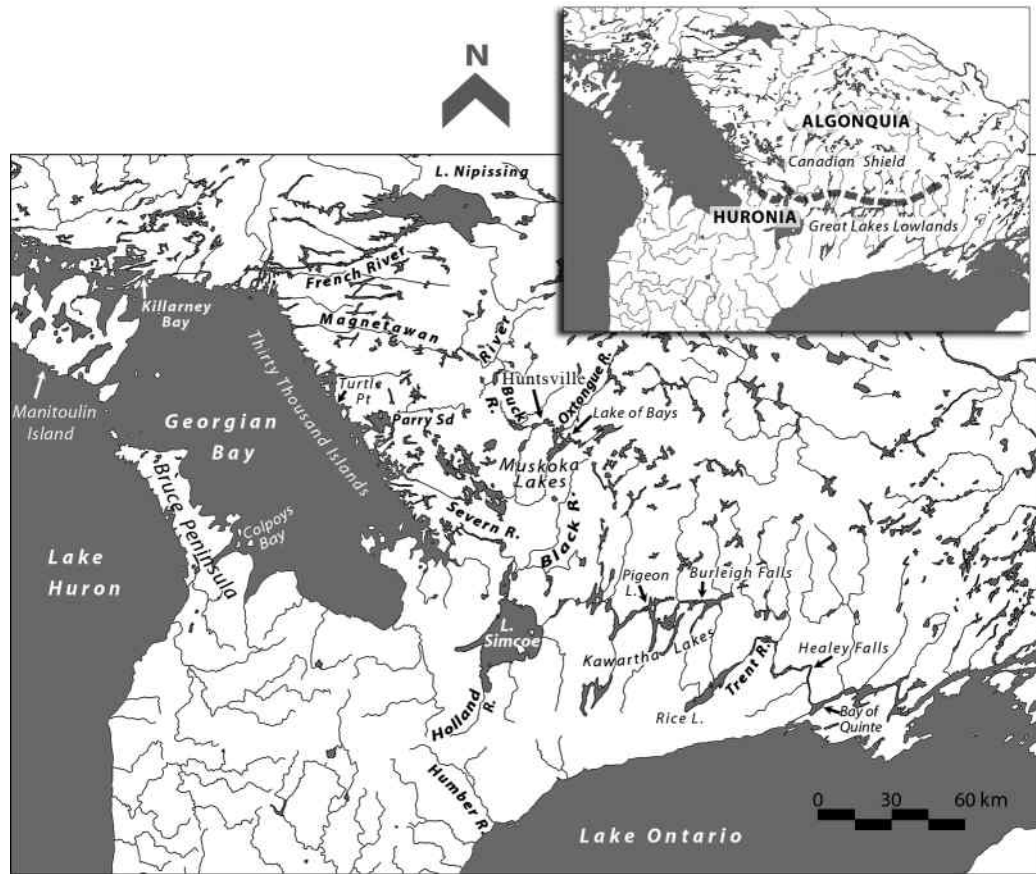 N
ALGONQUIA
Canadian Shield
HURONIA
Great Lakes Lowlands
L. Nipissing
French River
Killarney
Bay
Magnetawan
River
Thirty Thousand Islands
Turtle
Pt
Huntsville
Buck
R.
Oxtongue R.
Lake of Bays
Manitoulin
Island
Parry Sd
Georgian
Bay
Muskoka
Lakes
Bruce Peninsula
Severn R.
Black R.
Colpoys
Bay
Lake
Huron
Pigeon
L.
Burleigh Falls
L.
Simcoe
Kawartha Lakes
Trent R.
Healey Falls
Holland
R.
Rice L.
Bay of
Quinte
Humber R.
0 30 60 km
Lake Ontario